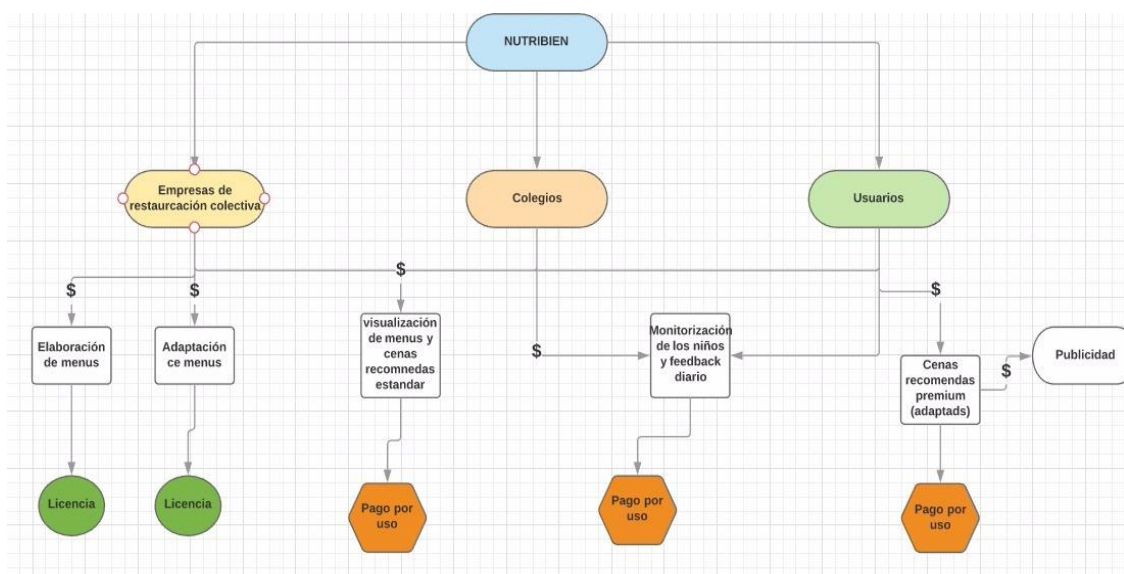 NUTRIBIEN
Empresas de
restaurcación colectiva
Colegios
Usuarios
$
$
$
$
$
$
Elaboración
de menus
Adaptación
ce menus
visualización
de menus y
cenas
recomnedas
estandar
Monitorización
de los niños
y feedback
diario
Cenas
recomendas
premium
(adaptads)
Publicidad
Licencia
Licencia
Pago por
uso
Pago por
uso
Pago por
uso